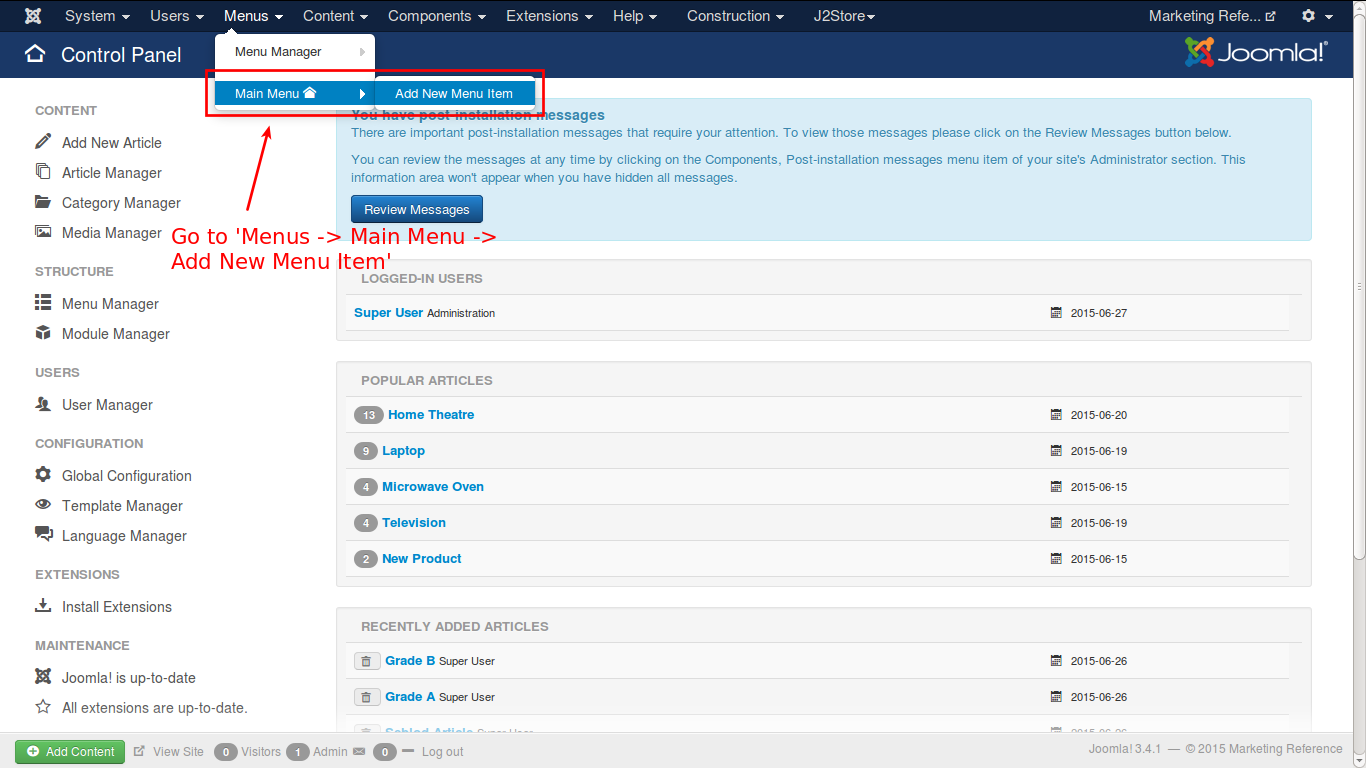 System Users Menus Content Components Extensions Help Construction J2Store Marketing Refe...
Control Panel
Joomla!®
Menu Manager
Main Menu Add New Menu Item
CONTENT
Add New Article
Article Manager
Category Manager
Media Manager
STRUCTURE
Menu Manager
Module Manager
USERS
User Manager
CONFIGURATION
Global Configuration
Template Manager
Language Manager
EXTENSIONS
Install Extensions
MAINTENANCE
Joomla! is up-to-date
All extensions are up-to-date.
You have post-installation messages
There are important post-installation messages that require your attention. To view those messages please click on the Review Messages button below.
You can review the messages at any time by clicking on the Components, Post-installation messages menu item of your site's Administrator section. This
information area won't appear when you have hidden all messages.
Review Messages
Go to 'Menus -> Main Menu ->
Add New Menu Item'
LOGGED-IN USERS
Super User Administration 2015-06-27
POPULAR ARTICLES
13 Home Theatre 2015-06-20
9 Laptop 2015-06-19
4 Microwave Oven 2015-06-15
4 Television 2015-06-19
2 New Product 2015-06-15
RECENTLY ADDED ARTICLES
Grade B Super User 2015-06-26
Grade A Super User 2015-06-26
Super User 2015-06-26
Add Content View Site 0 Visitors 1 Admin 0 Log out Joomla! 3.4.1 — © 2015 Marketing Reference